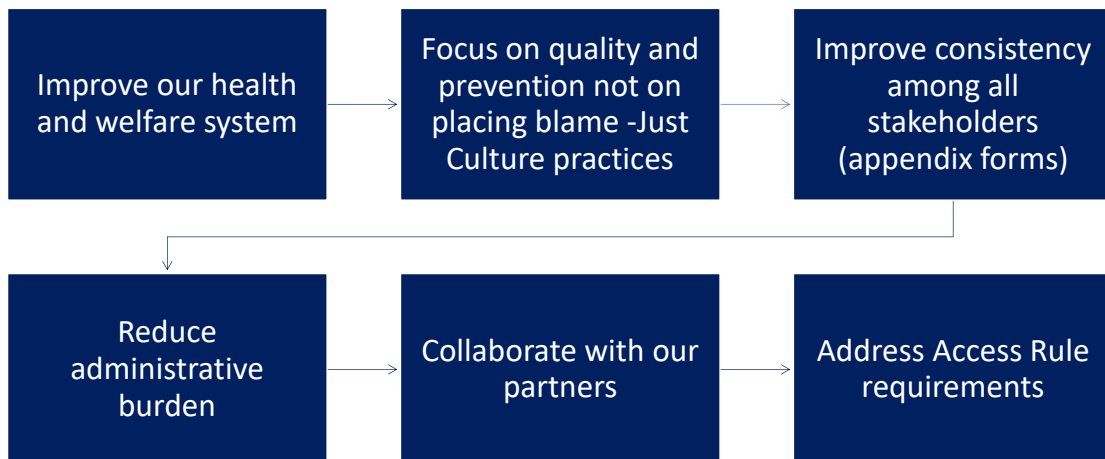 Improve our health
and welfare system
Focus on quality and
prevention not on
placing blame -Just
Culture practices
Improve consistency
among all
stakeholders
(appendix forms)
Reduce
administrative
burden
Collaborate with our
partners
Address Access Rule
requirements